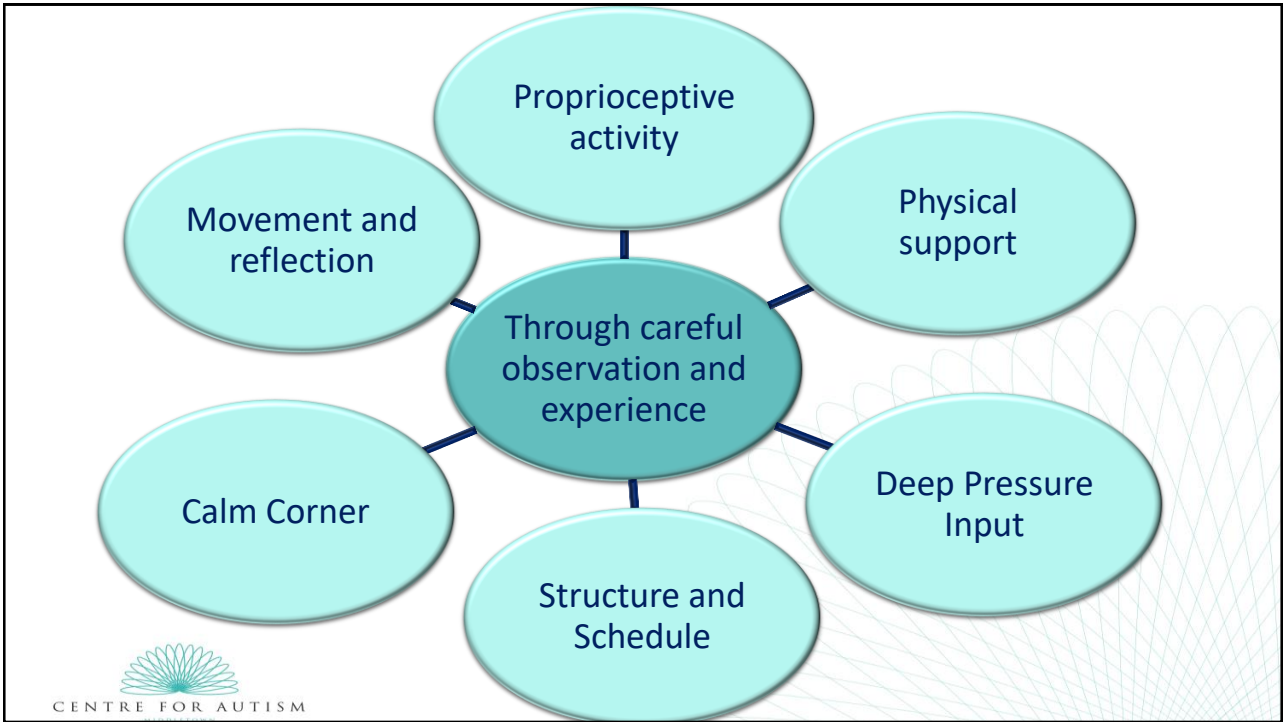 Proprioceptive
activity
Physical
support
Deep Pressure
Input
Structure and
Schedule
Calm Corner
Movement and
reflection
Through careful
observation and
experience
CENTRE FOR AUTISM